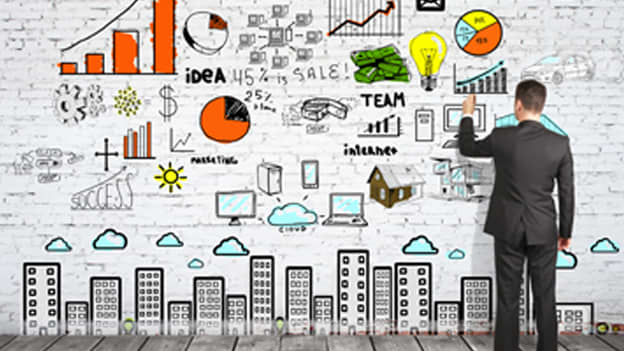 IDEA 45% is SALE!
25%
TEAM
internet
marketing
SUCCESS
CLOUD
$